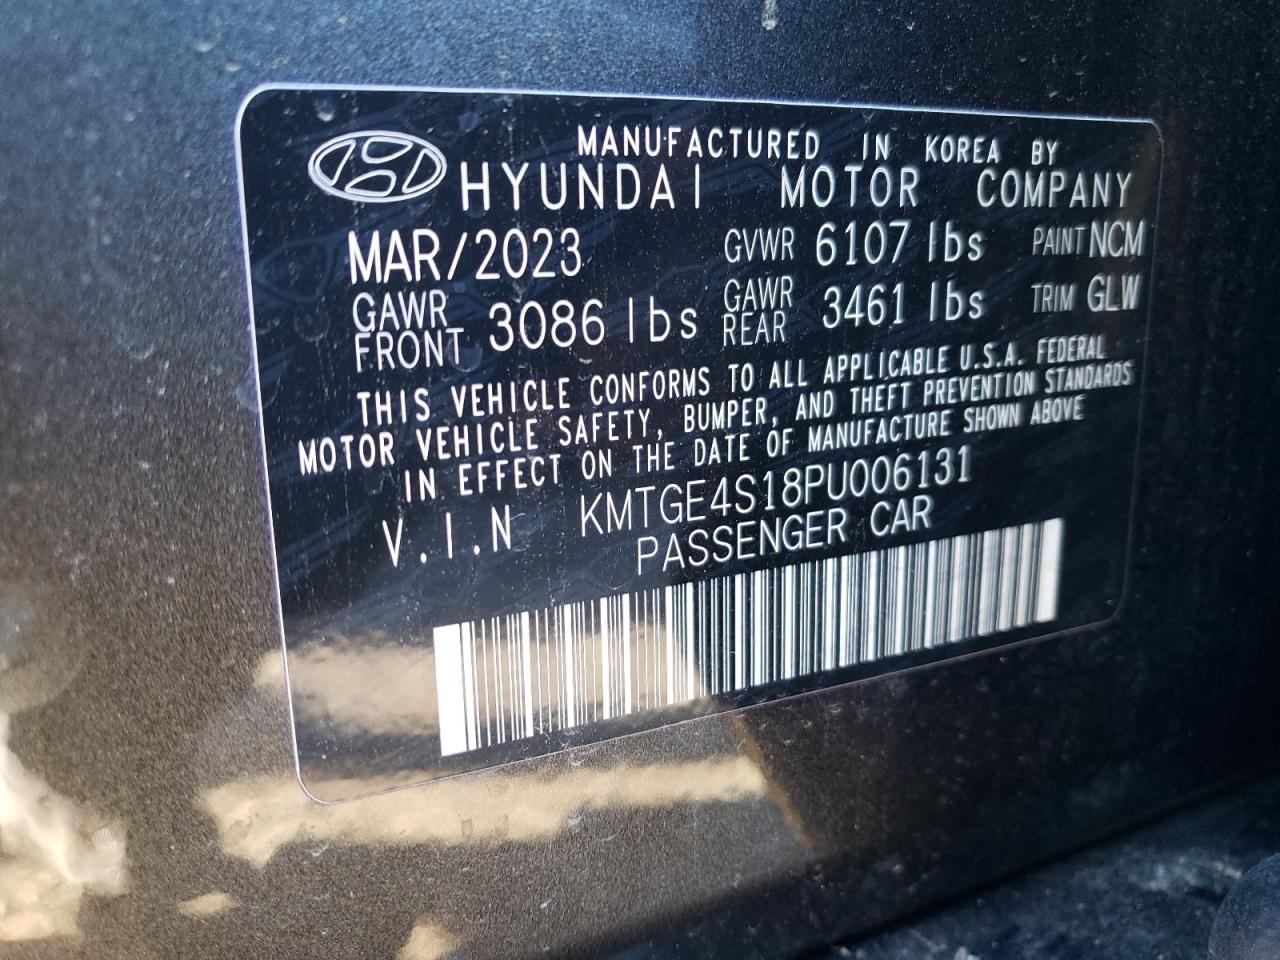 MANUFACTURED IN KOREA BY
HYUNDAI MOTOR COMPANY
MAR/2023 GVWR 6107 lbs PAINT NCM
GAWR FRONT 3086 lbs GAWR REAR 3461 lbs TRIM GLW
THIS VEHICLE CONFORMS TO ALL APPLICABLE U.S.A. FEDERAL
MOTOR VEHICLE SAFETY, BUMPER, AND THEFT PREVENTION STANDARDS
IN EFFECT ON THE DATE OF MANUFACTURE SHOWN ABOVE
V.I.N KMTGE4S18PU006131
PASSENGER CAR